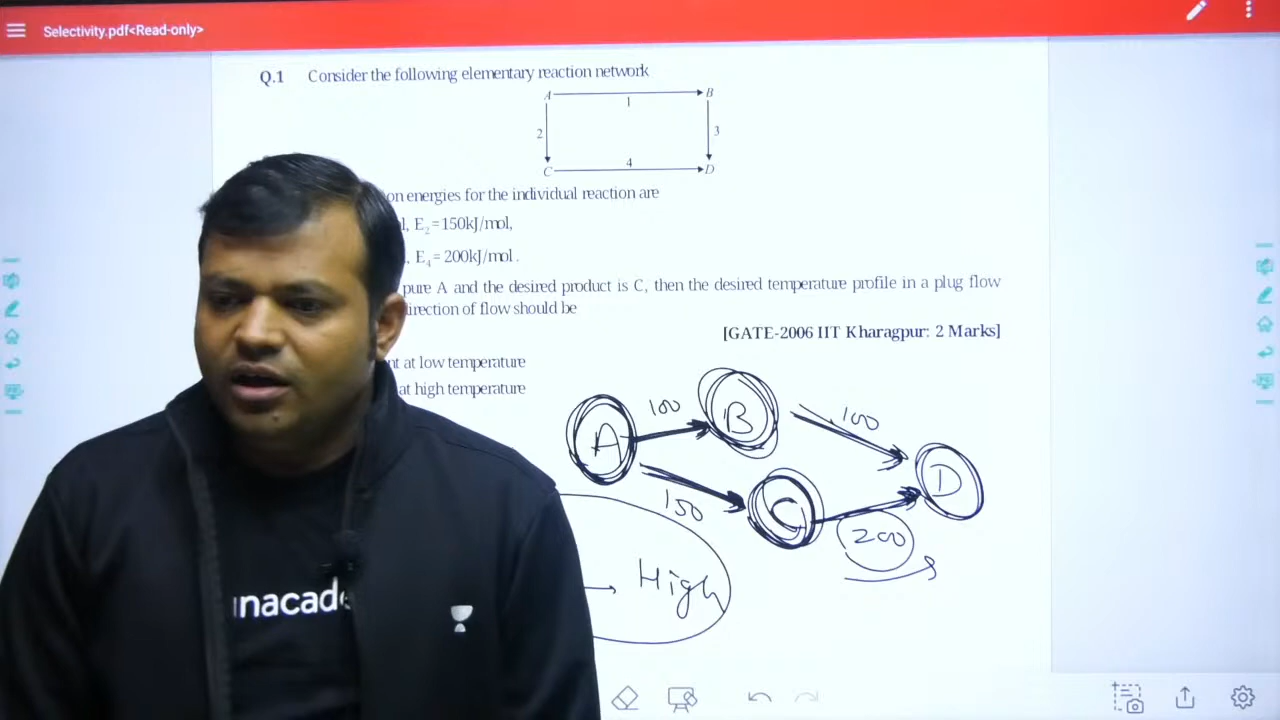 Selectivity.pdf<Read-only>
Q.1 Consider the following elementary reaction network
A B
1
2 3
4
C D
on energies for the individual reaction are
l, E₂ = 150kJ/mol,
, E₄ = 200kJ/mol.
pure A and the desired product is C, then the desired temperature profile in a plug flow
irection of flow should be
[GATE-2006 IIT Kharagpur: 2 Marks]
nt at low temperature
at high temperature
100 B 100
A D
150 C 200
High
unacade